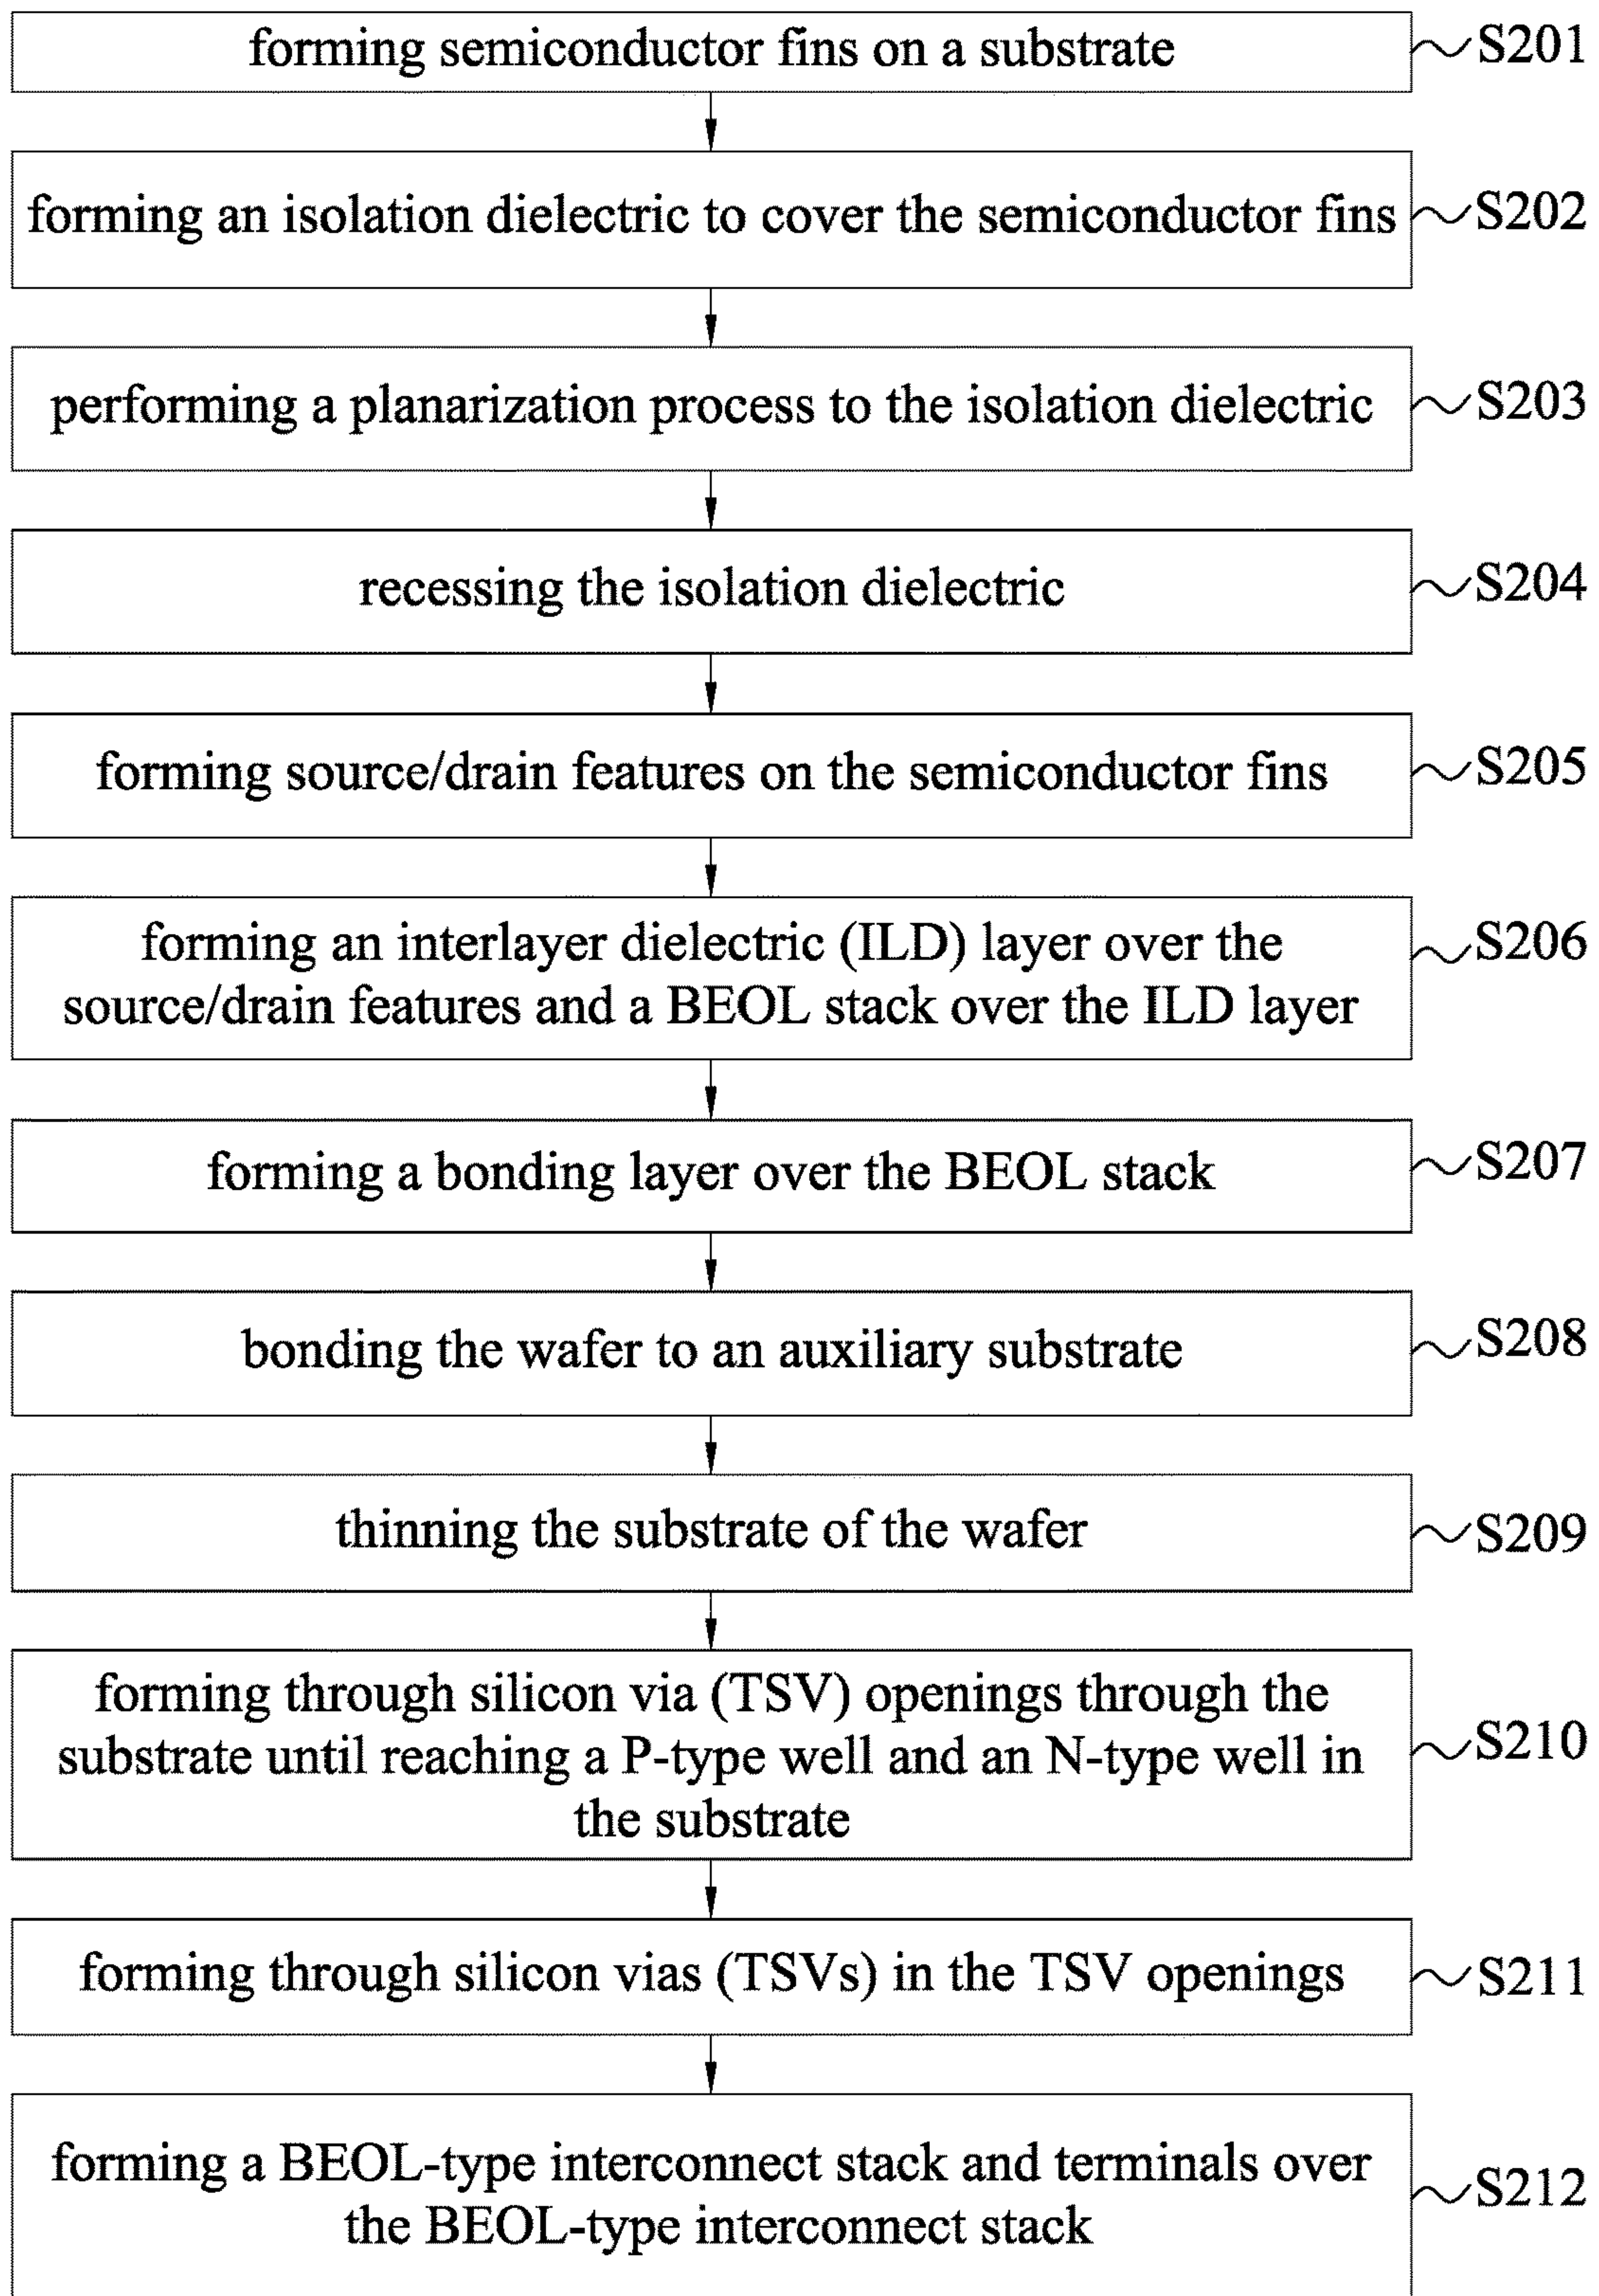 forming semiconductor fins on a substrate
S201
forming an isolation dielectric to cover the semiconductor fins
S202
performing a planarization process to the isolation dielectric
S203
recessing the isolation dielectric
S204
forming source/drain features on the semiconductor fins
S205
forming an interlayer dielectric (ILD) layer over the
source/drain features and a BEOL stack over the ILD layer
S206
forming a bonding layer over the BEOL stack
S207
bonding the wafer to an auxiliary substrate
S208
thinning the substrate of the wafer
S209
forming through silicon via (TSV) openings through the
substrate until reaching a P-type well and an N-type well in
the substrate
S210
forming through silicon vias (TSVs) in the TSV openings
S211
forming a BEOL-type interconnect stack and terminals over
the BEOL-type interconnect stack
S212